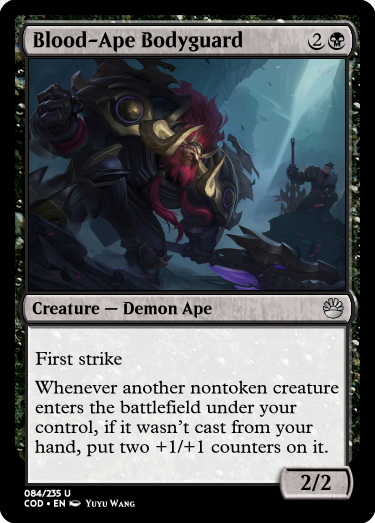 Blood-Ape Bodyguard 2
Creature — Demon Ape
First strike
Whenever another nontoken creature
enters the battlefield under your
control, if it wasn't cast from your
hand, put two +1/+1 counters on it.
2/2
084/235 U
COD • EN Yuyu Wang